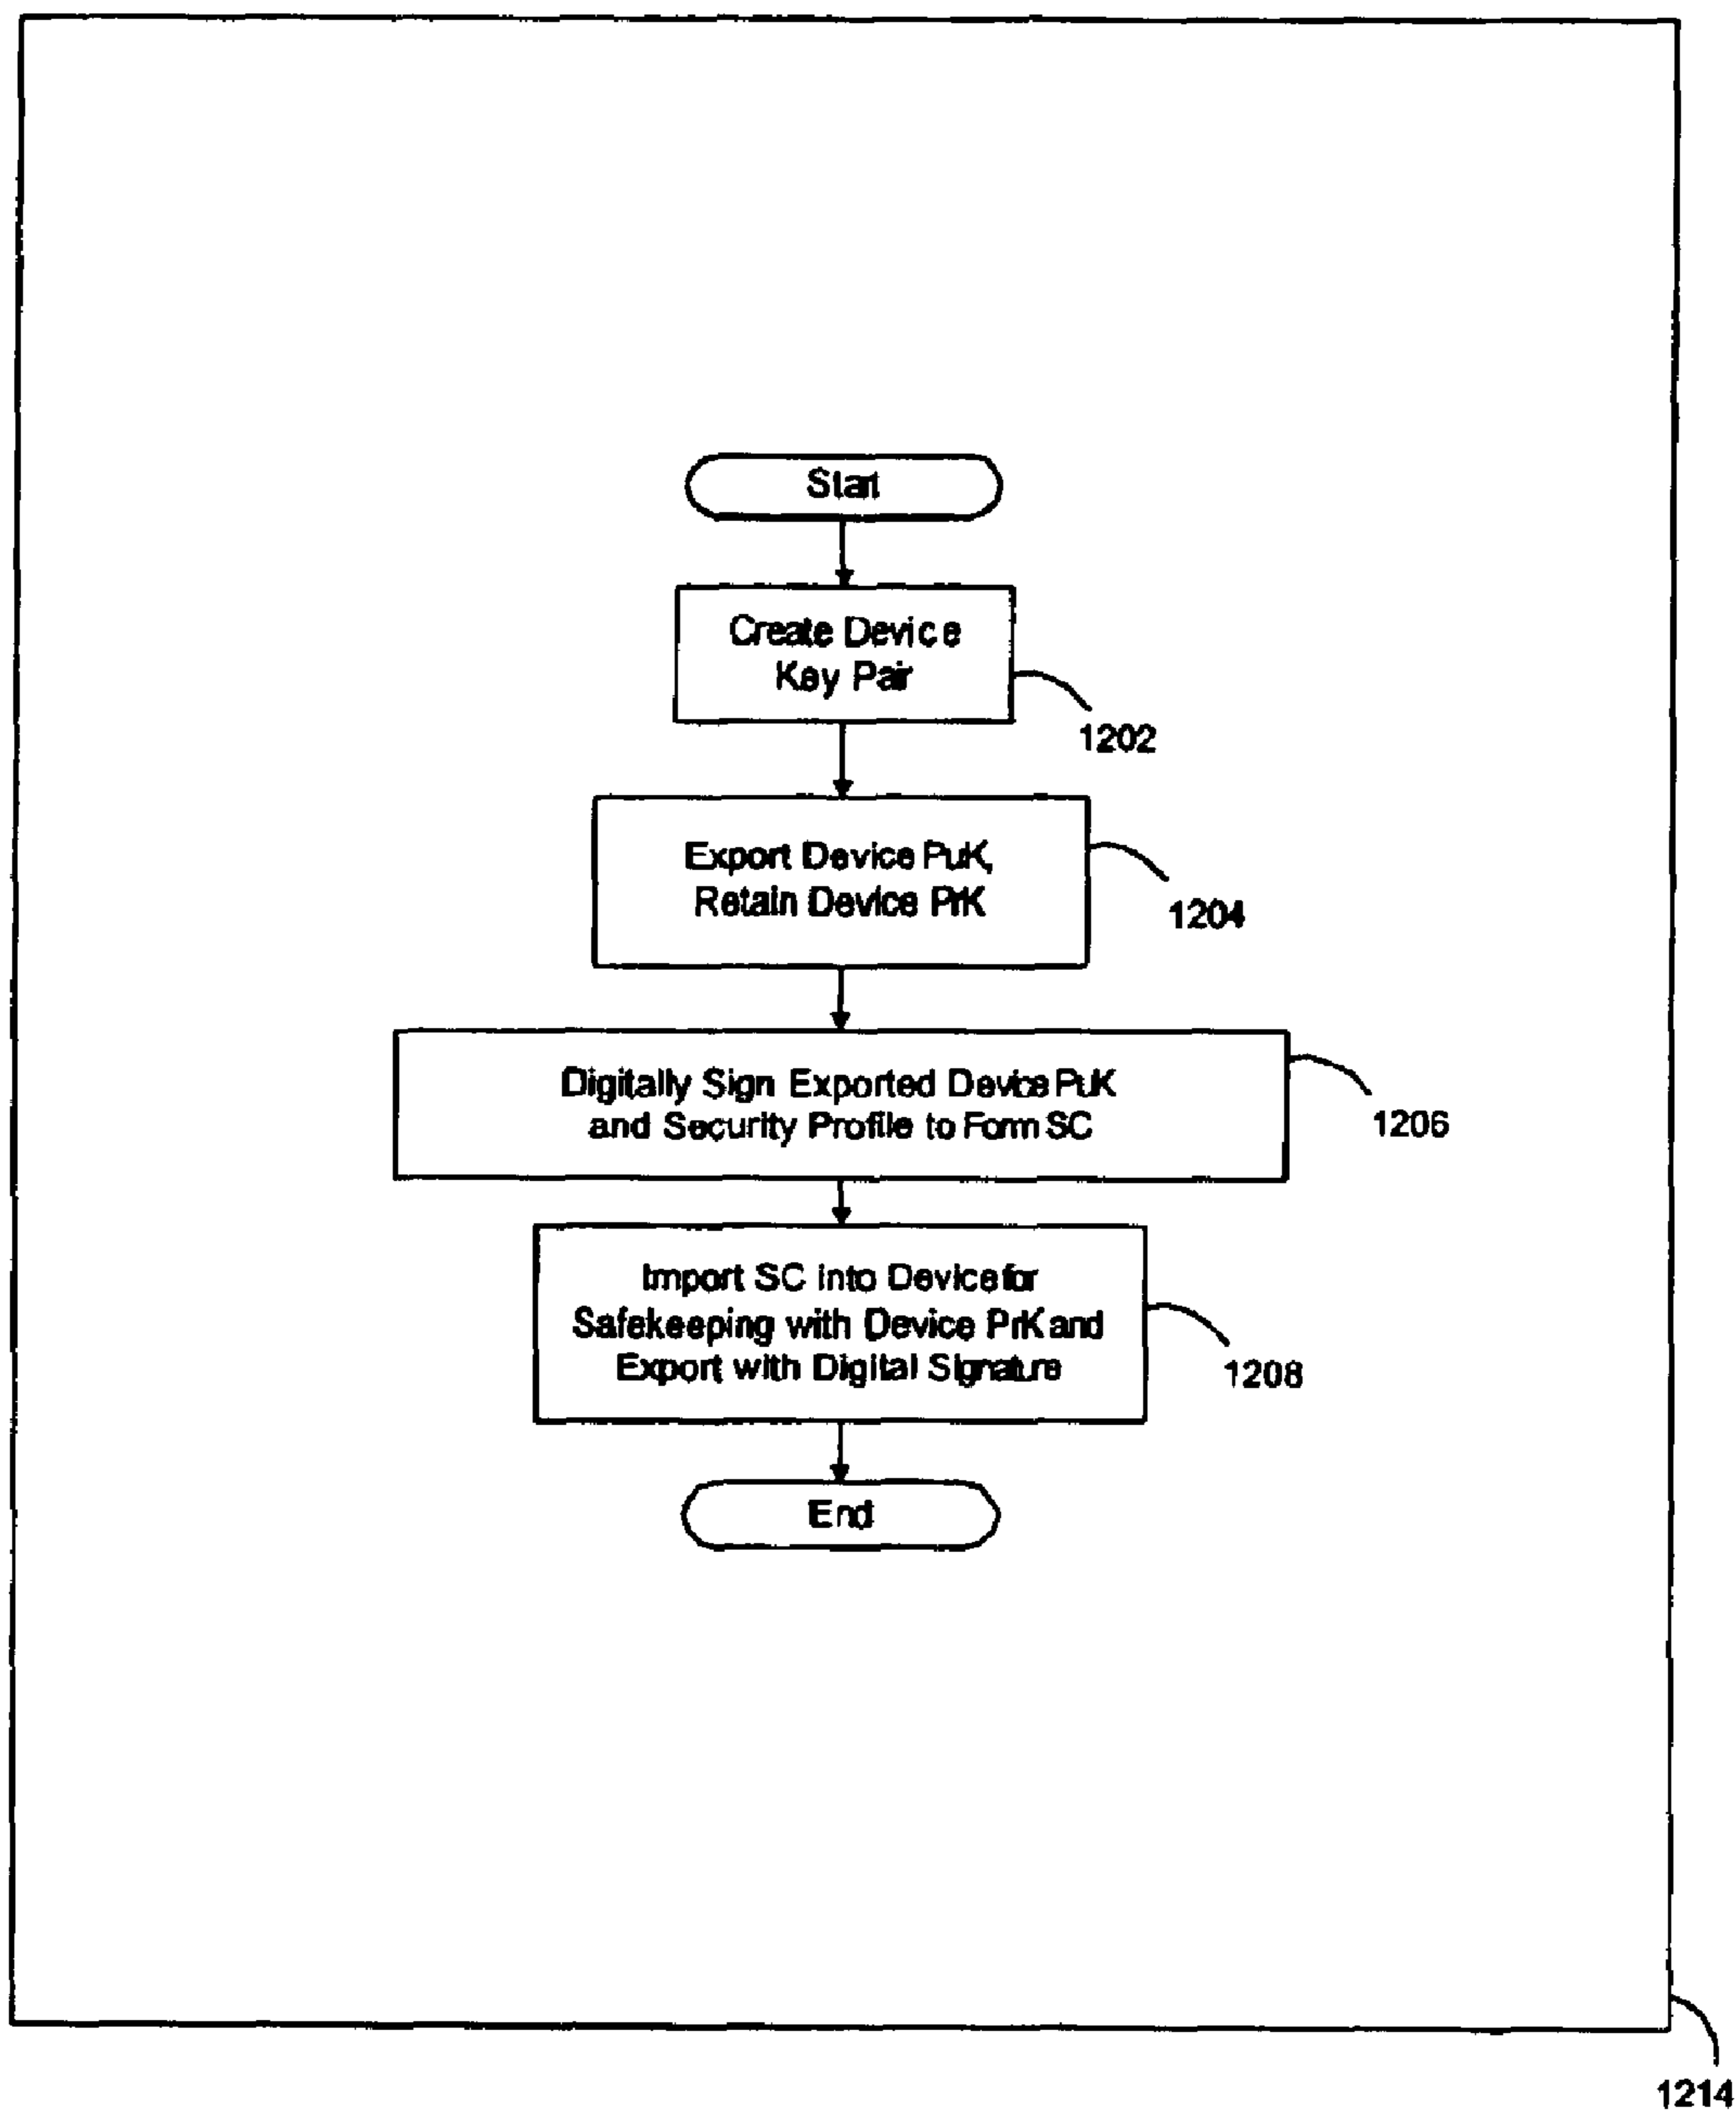 Start
Create Device
Key Pair
1202
Export Device PuK,
Retain Device PrK
1204
Digitally Sign Exported Device PuK
and Security Profile to Form SC
1206
Import SC into Device for
Safekeeping with Device PrK and
Export with Digital Signature
1208
End
1214